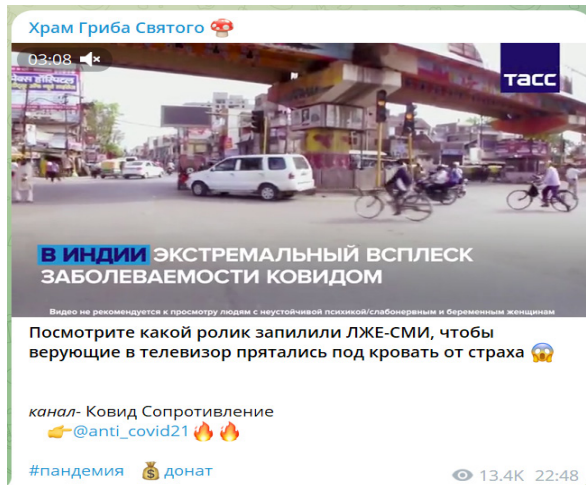 Храм Гриба Святого 🍄
03:08
ТАСС
В ИНДИИ ЭКСТРЕМАЛЬНЫЙ ВСПЛЕСК
ЗАБОЛЕВАЕМОСТИ КОВИДОМ
Видео не рекомендуется к просмотру людям с неустойчивой психикой/слабонервным и беременным женщинам
Посмотрите какой ролик запилили ЛЖЕ-СМИ, чтобы
верующие в телевизор прятались под кровать от страха 😱
канал- Ковид Сопротивление
👉@anti_covid21🔥🔥
#пандемия 💰донат
13.4K 22:48